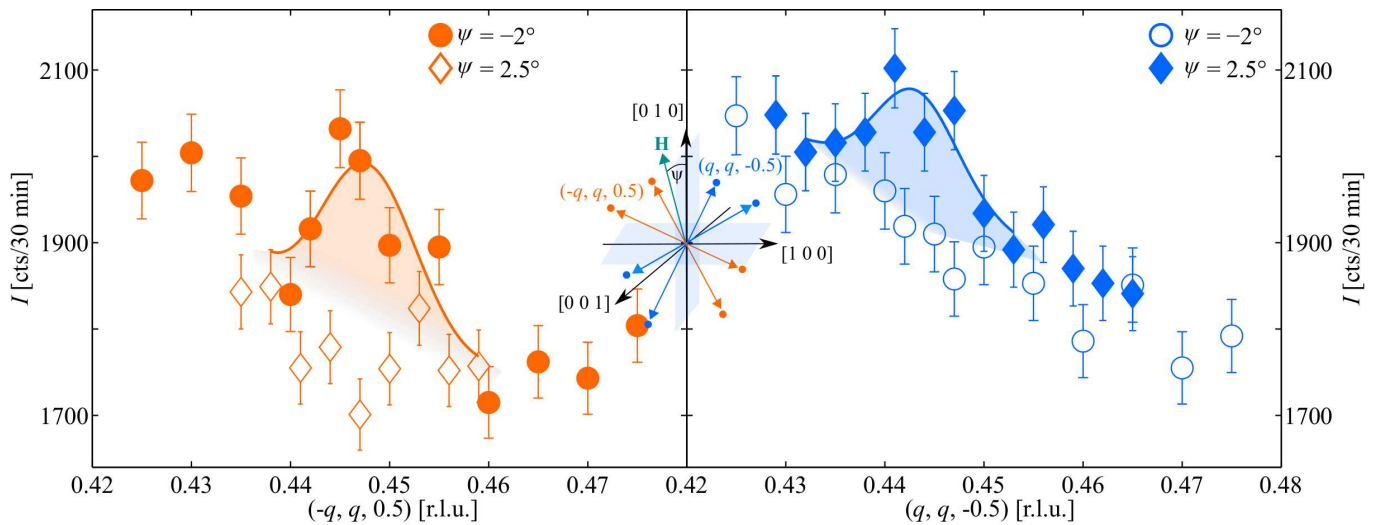 ψ = −2°
ψ = 2.5°
ψ = −2°
ψ = 2.5°
2100
1900
1700
I [cts/30 min]
2100
1900
1700
I [cts/30 min]
[0 1 0]
H
ψ
(q, q, -0.5)
(-q, q, 0.5)
[1 0 0]
[0 0 1]
0.42 0.43 0.44 0.45 0.46 0.47 0.42 0.43 0.44 0.45 0.46 0.47 0.48
(-q, q, 0.5) [r.l.u.]
(q, q, -0.5) [r.l.u.]